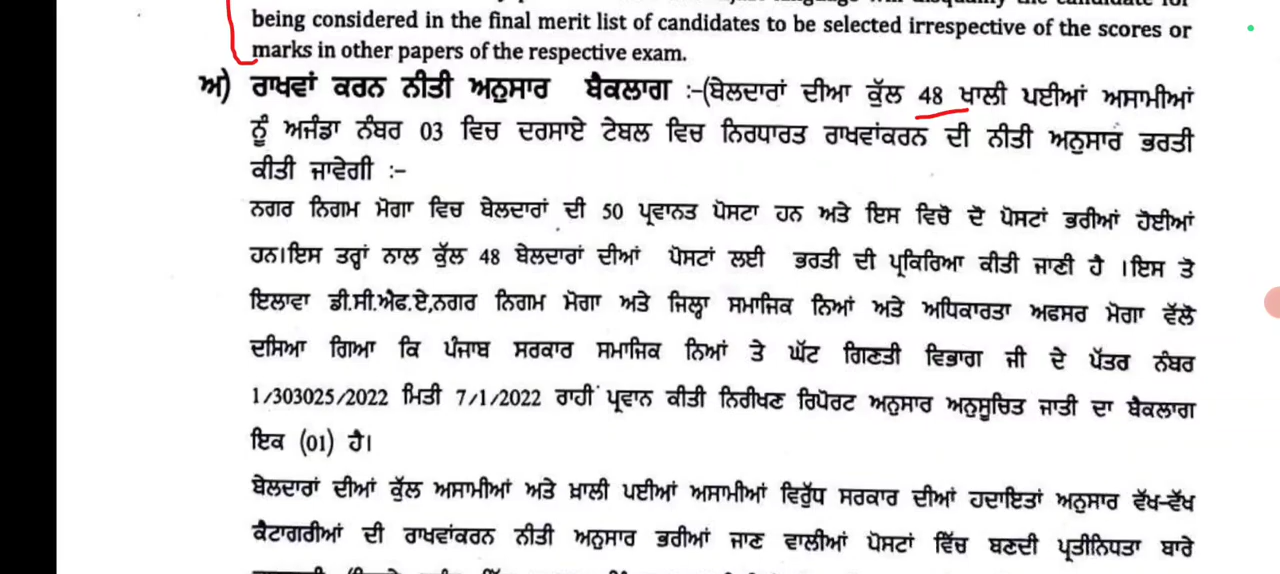 being considered in the final merit list of candidates to be selected irrespective of the scores or
marks in other papers of the respective exam.
ਅ) ਰਾਖਵਾਂ ਕਰਨ ਨੀਤੀ ਅਨੁਸਾਰ ਬੈਕਲਾਗ :-(ਬੇਲਦਾਰਾਂ ਦੀਆ ਕੁੱਲ 48 ਖਾਲੀ ਪਈਆਂ ਅਸਾਮੀਆਂ
ਨੂੰ ਅਜੰਡਾ ਨੰਬਰ 03 ਵਿਚ ਦਰਸਾਏ ਟੇਬਲ ਵਿਚ ਨਿਰਧਾਰਤ ਰਾਖਵਾਂਕਰਨ ਦੀ ਨੀਤੀ ਅਨੁਸਾਰ ਭਰਤੀ
ਕੀਤੀ ਜਾਵੇਗੀ :-
ਨਗਰ ਨਿਗਮ ਮੋਗਾ ਵਿਚ ਬੇਲਦਾਰਾਂ ਦੀ 50 ਪ੍ਰਵਾਨਤ ਪੋਸਟਾ ਹਨ ਅਤੇ ਇਸ ਵਿਚੋ ਦੋ ਪੋਸਟਾਂ ਭਰੀਆਂ ਹੋਈਆਂ
ਹਨ।ਇਸ ਤਰ੍ਹਾਂ ਨਾਲ ਕੁੱਲ 48 ਬੇਲਦਾਰਾਂ ਦੀਆਂ ਪੋਸਟਾਂ ਲਈ ਭਰਤੀ ਦੀ ਪ੍ਰਕਿਰਿਆ ਕੀਤੀ ਜਾਣੀ ਹੈ ।ਇਸ ਤੋ
ਇਲਾਵਾ ਡੀ.ਸੀ.ਐਫ.ਏ,ਨਗਰ ਨਿਗਮ ਮੋਗਾ ਅਤੇ ਜਿਲ੍ਹਾ ਸਮਾਜਿਕ ਨਿਆਂ ਅਤੇ ਅਧਿਕਾਰਤਾ ਅਫਸਰ ਮੋਗਾ ਵੱਲੋ
ਦਸਿਆ ਗਿਆ ਕਿ ਪੰਜਾਬ ਸਰਕਾਰ ਸਮਾਜਿਕ ਨਿਆਂ ਤੇ ਘੱਟ ਗਿਣਤੀ ਵਿਭਾਗ ਜੀ ਦੇ ਪੱਤਰ ਨੰਬਰ
1/303025/2022 ਮਿਤੀ 7/1/2022 ਰਾਹੀਂ ਪ੍ਰਵਾਨ ਕੀਤੀ ਨਿਰੀਖਣ ਰਿਪੋਰਟ ਅਨੁਸਾਰ ਅਨੁਸੂਚਿਤ ਜਾਤੀ ਦਾ ਬੈਕਲਾਗ
ਇਕ (01) ਹੈ।
ਬੇਲਦਾਰਾਂ ਦੀਆਂ ਕੁੱਲ ਅਸਾਮੀਆਂ ਅਤੇ ਖ਼ਾਲੀ ਪਈਆਂ ਅਸਾਮੀਆਂ ਵਿਰੁੱਧ ਸਰਕਾਰ ਦੀਆਂ ਹਦਾਇਤਾਂ ਅਨੁਸਾਰ ਵੱਖ-ਵੱਖ
ਕੈਟਾਗਰੀਆਂ ਦੀ ਰਾਖਵਾਂਕਰਨ ਨੀਤੀ ਅਨੁਸਾਰ ਭਰੀਆਂ ਜਾਣ ਵਾਲੀਆਂ ਪੋਸਟਾਂ ਵਿੱਚ ਬਣਦੀ ਪ੍ਰਤੀਨਿਧਤਾ ਬਾਰੇ